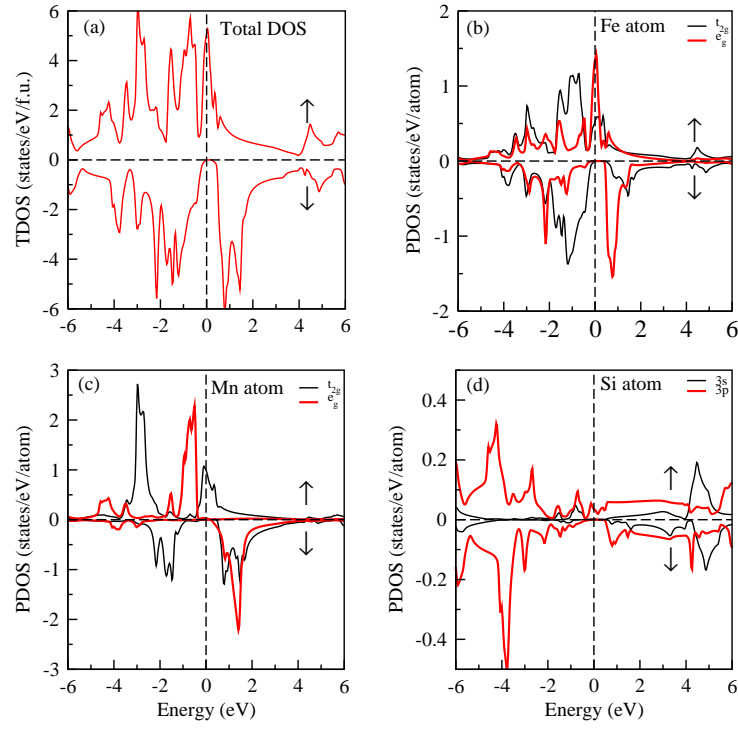 (a) Total DOS
6
4
2
0
-2
-4
-6
TDOS (states/eV/f.u.)
-6 -4 -2 0 2 4 6
(b) Fe atom
t2g
eg
2
1
0
-1
-2
PDOS (states/eV/atom)
-6 -4 -2 0 2 4 6
(c) Mn atom
t2g
eg
3
2
1
0
-1
-2
-3
PDOS (states/eV/atom)
-6 -4 -2 0 2 4 6
Energy (eV)
(d) Si atom
3s
3p
0.4
0.2
0
-0.2
-0.4
PDOS (states/eV/atom)
-6 -4 -2 0 2 4 6
Energy (eV)